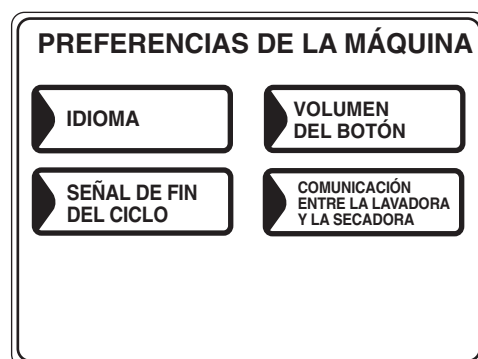 PREFERENCIAS DE LA MÁQUINA
IDIOMA
VOLUMEN
DEL BOTÓN
SEÑAL DE FIN
DEL CICLO
COMUNICACIÓN
ENTRE LA LAVADORA
Y LA SECADORA